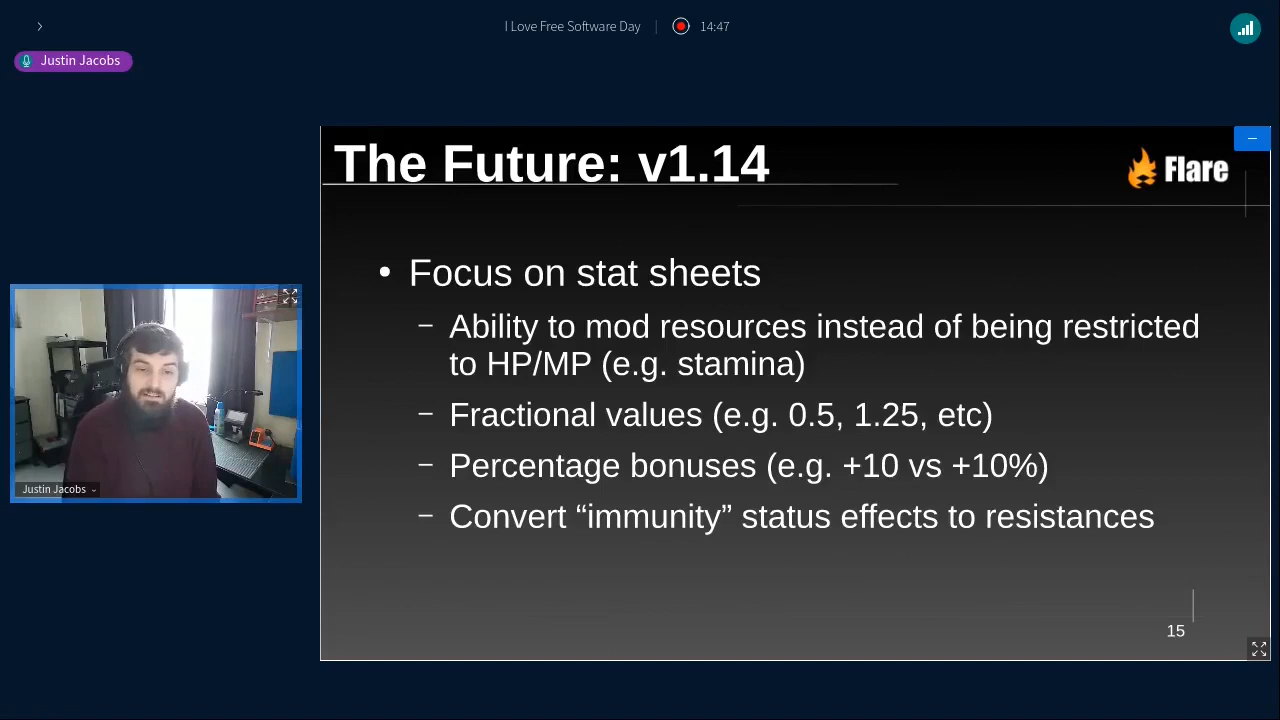 I Love Free Software Day
14:47
Justin Jacobs
The Future: v1.14
Flare
• Focus on stat sheets
– Ability to mod resources instead of being restricted
to HP/MP (e.g. stamina)
– Fractional values (e.g. 0.5, 1.25, etc)
– Percentage bonuses (e.g. +10 vs +10%)
– Convert “immunity” status effects to resistances
15
Justin Jacobs